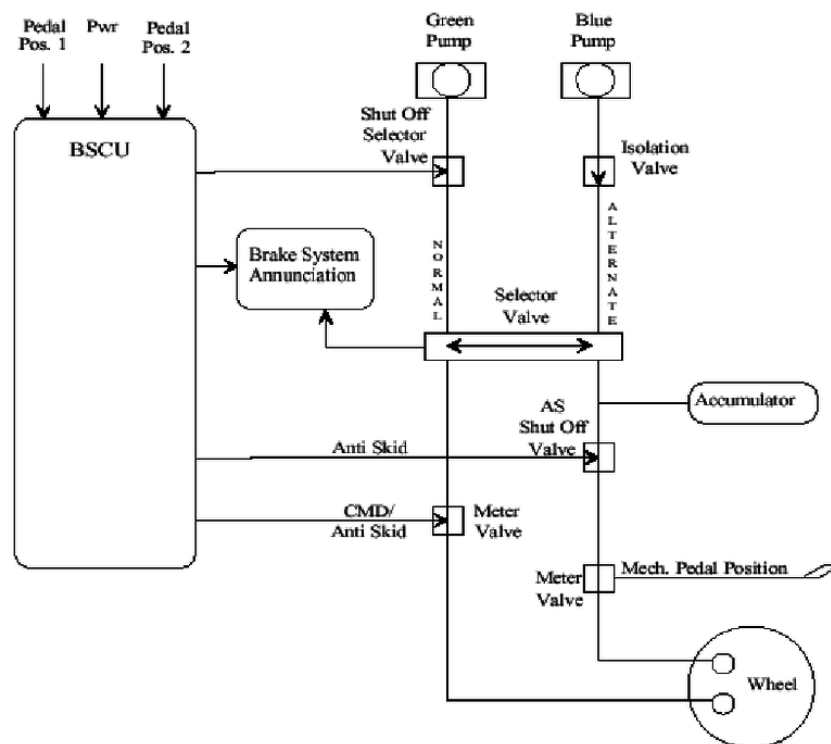 Pedal
Pos. 1
Pwr
Pedal
Pos. 2
Green
Pump
Blue
Pump
BSCU
Shut Off
Selector
Valve
Isolation
Valve
NORMAL
ALTERNATE
Brake System
Annunciation
Selector
Valve
Accumulator
AS
Shut Off
Valve
Anti Skid
CMD/
Anti Skid
Meter
Valve
Mech. Pedal Position
Meter
Valve
Wheel